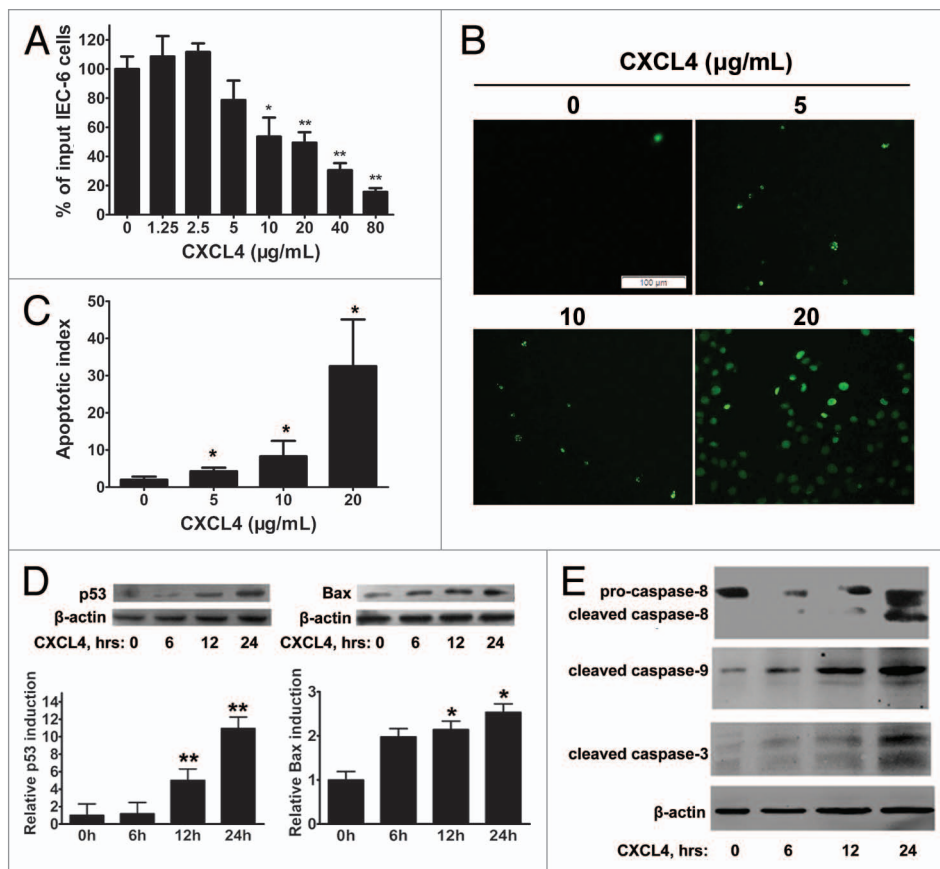 A
% of input IEC-6 cells
120
100
80
60
40
20
0
*
**
**
**
0 1.25 2.5 5 10 20 40 80
CXCL4 (µg/mL)
B
CXCL4 (µg/mL)
0 5
100 µm
10 20
C
Apoptotic index
50
40
30
20
10
0
*
*
*
0 5 10 20
CXCL4 (µg/mL)
D
p53
β-actin
CXCL4, hrs: 0 6 12 24
Bax
β-actin
CXCL4, hrs: 0 6 12 24
Relative p53 induction
14
12
10
8
6
4
2
0
**
**
0h 6h 12h 24h
Relative Bax induction
3
2
1
0
*
*
0h 6h 12h 24h
E
pro-caspase-8
cleaved caspase-8
cleaved caspase-9
cleaved caspase-3
β-actin
CXCL4, hrs: 0 6 12 24